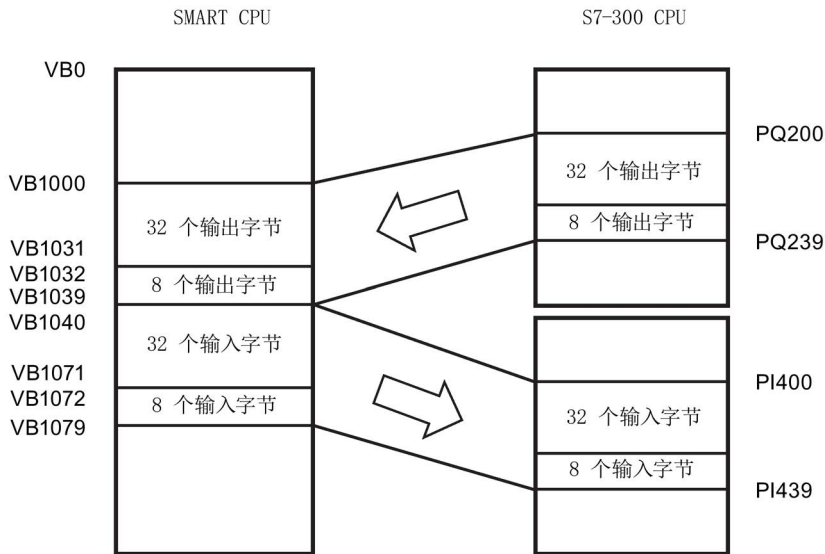 SMART CPU
S7-300 CPU
VB0
VB1000
VB1031
VB1032
VB1039
VB1040
VB1071
VB1072
VB1079
32 个输出字节
8 个输出字节
32 个输入字节
8 个输入字节
32 个输出字节
8 个输出字节
32 个输入字节
8 个输入字节
PQ200
PQ239
PI400
PI439